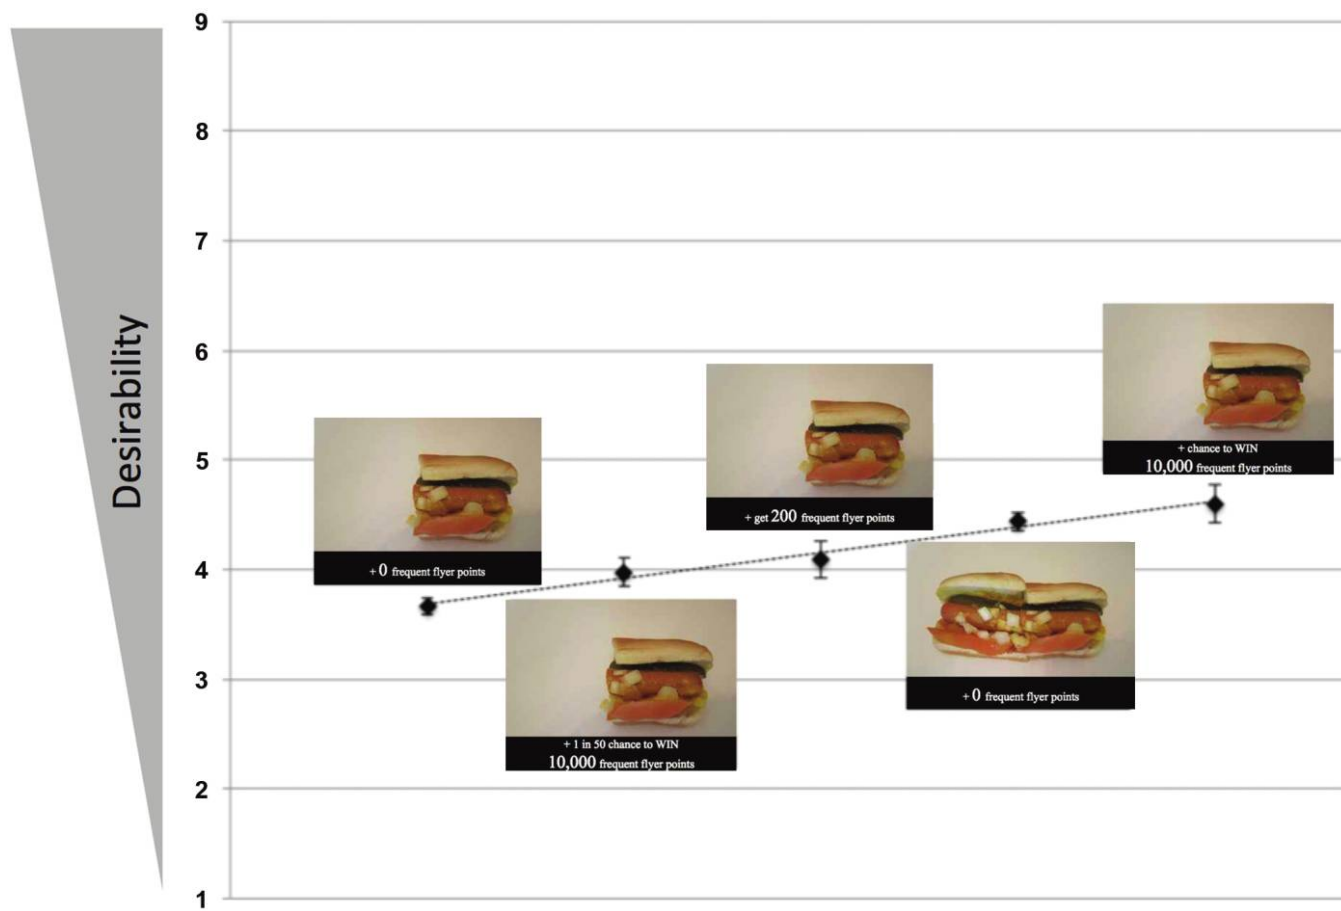 9
8
7
6
5
4
3
2
1
Desirability
+ 0 frequent flyer points
+ 1 in 50 chance to WIN
10,000 frequent flyer points
+ get 200 frequent flyer points
+ 0 frequent flyer points
+ chance to WIN
10,000 frequent flyer points